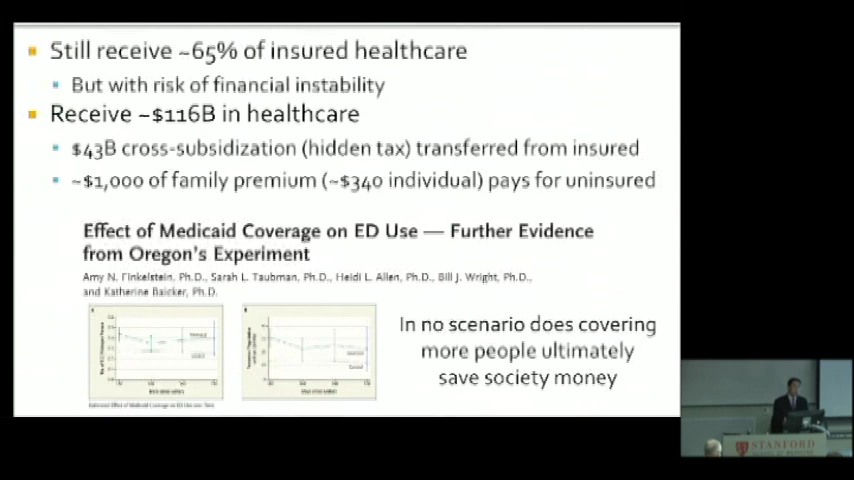 Still receive ~65% of insured healthcare
But with risk of financial instability
Receive ~$116B in healthcare
$43B cross-subsidization (hidden tax) transferred from insured
~$1,000 of family premium (~$340 individual) pays for uninsured
Effect of Medicaid Coverage on ED Use — Further Evidence
from Oregon's Experiment
Amy N. Finkelstein, Ph.D., Sarah L. Taubman, Ph.D., Heidi L. Allen, Ph.D., Bill J. Wright, Ph.D.,
and Katherine Baicker, Ph.D.
In no scenario does covering
more people ultimately
save society money
STANFORD